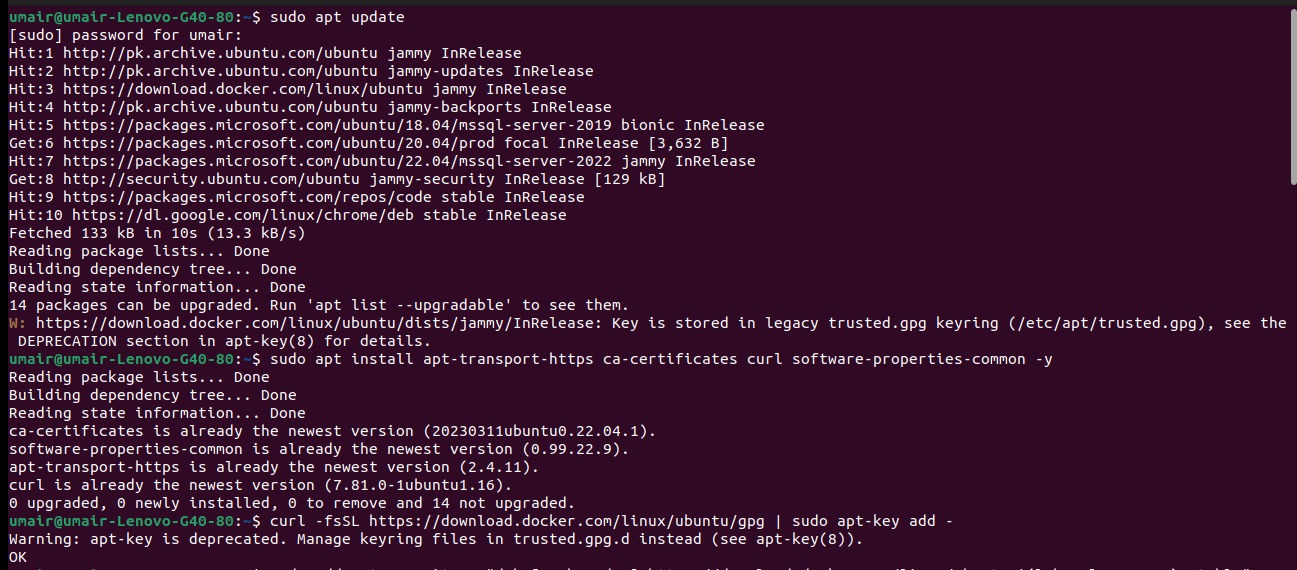 umair@umair-Lenovo-G40-80:~$ sudo apt update
[sudo] password for umair:
Hit:1 http://pk.archive.ubuntu.com/ubuntu jammy InRelease
Hit:2 http://pk.archive.ubuntu.com/ubuntu jammy-updates InRelease
Hit:3 https://download.docker.com/linux/ubuntu jammy InRelease
Hit:4 http://pk.archive.ubuntu.com/ubuntu jammy-backports InRelease
Hit:5 https://packages.microsoft.com/ubuntu/18.04/mssql-server-2019 bionic InRelease
Get:6 https://packages.microsoft.com/ubuntu/20.04/prod focal InRelease [3,632 B]
Hit:7 https://packages.microsoft.com/ubuntu/22.04/mssql-server-2022 jammy InRelease
Get:8 http://security.ubuntu.com/ubuntu jammy-security InRelease [129 kB]
Hit:9 https://packages.microsoft.com/repos/code stable InRelease
Hit:10 https://dl.google.com/linux/chrome/deb stable InRelease
Fetched 133 kB in 10s (13.3 kB/s)
Reading package lists... Done
Building dependency tree... Done
Reading state information... Done
14 packages can be upgraded. Run 'apt list --upgradable' to see them.
W: https://download.docker.com/linux/ubuntu/dists/jammy/InRelease: Key is stored in legacy trusted.gpg keyring (/etc/apt/trusted.gpg), see the
DEPRECATION section in apt-key(8) for details.
umair@umair-Lenovo-G40-80:~$ sudo apt install apt-transport-https ca-certificates curl software-properties-common -y
Reading package lists... Done
Building dependency tree... Done
Reading state information... Done
ca-certificates is already the newest version (20230311ubuntu0.22.04.1).
software-properties-common is already the newest version (0.99.22.9).
apt-transport-https is already the newest version (2.4.11).
curl is already the newest version (7.81.0-1ubuntu1.16).
0 upgraded, 0 newly installed, 0 to remove and 14 not upgraded.
umair@umair-Lenovo-G40-80:~$ curl -fsSL https://download.docker.com/linux/ubuntu/gpg | sudo apt-key add -
Warning: apt-key is deprecated. Manage keyring files in trusted.gpg.d instead (see apt-key(8)).
OK